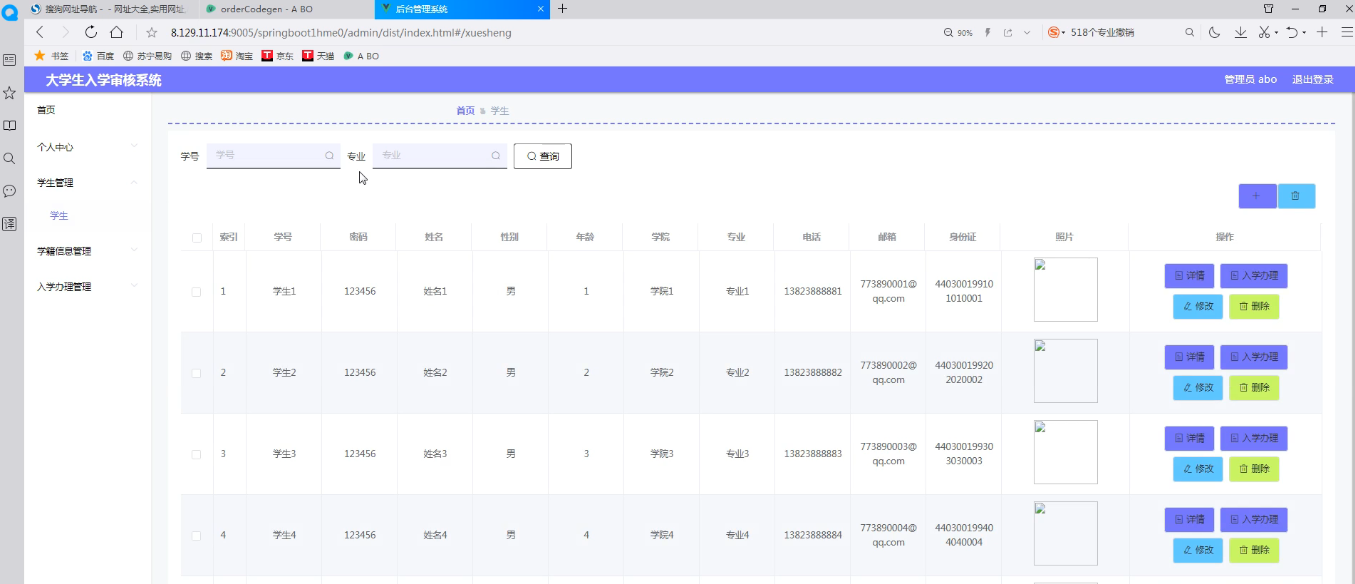 搜狗网址导航 - - 网址大全,实用网址,
orderCodegen - A BO
后台管理系统
8.129.11.174:9005/springboot1hme0/admin/dist/index.html#/xuesheng
90%
518个专业撤销
书签
百度
苏宁易购
搜索
淘宝
京东
天猫
A BO
大学生入学审核系统
管理员 abo
退出登录
首页
个人中心
学生管理
学生
学籍信息管理
入学办理管理
首页
学生
学号
学号
专业
专业
查询
索引 学号 密码 姓名 性别 年龄 学院 专业 电话 邮箱 身份证 照片 操作
1 学生1 123456 姓名1 男 1 学院1 专业1 13823888881
773890001@
qq.com
44030019910
1010001
详情 入学办理
修改 删除
2 学生2 123456 姓名2 男 2 学院2 专业2 13823888882
773890002@
qq.com
44030019920
2020002
详情 入学办理
修改 删除
3 学生3 123456 姓名3 男 3 学院3 专业3 13823888883
773890003@
qq.com
44030019930
3030003
详情 入学办理
修改 删除
4 学生4 123456 姓名4 男 4 学院4 专业4 13823888884
773890004@
qq.com
44030019940
4040004
详情 入学办理
修改 删除
译